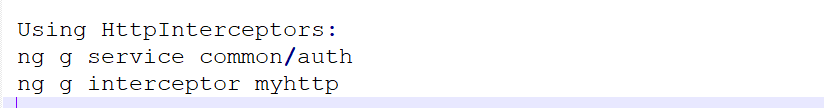 Using HttpInterceptors:
ng g service common/auth
ng g interceptor myhttp